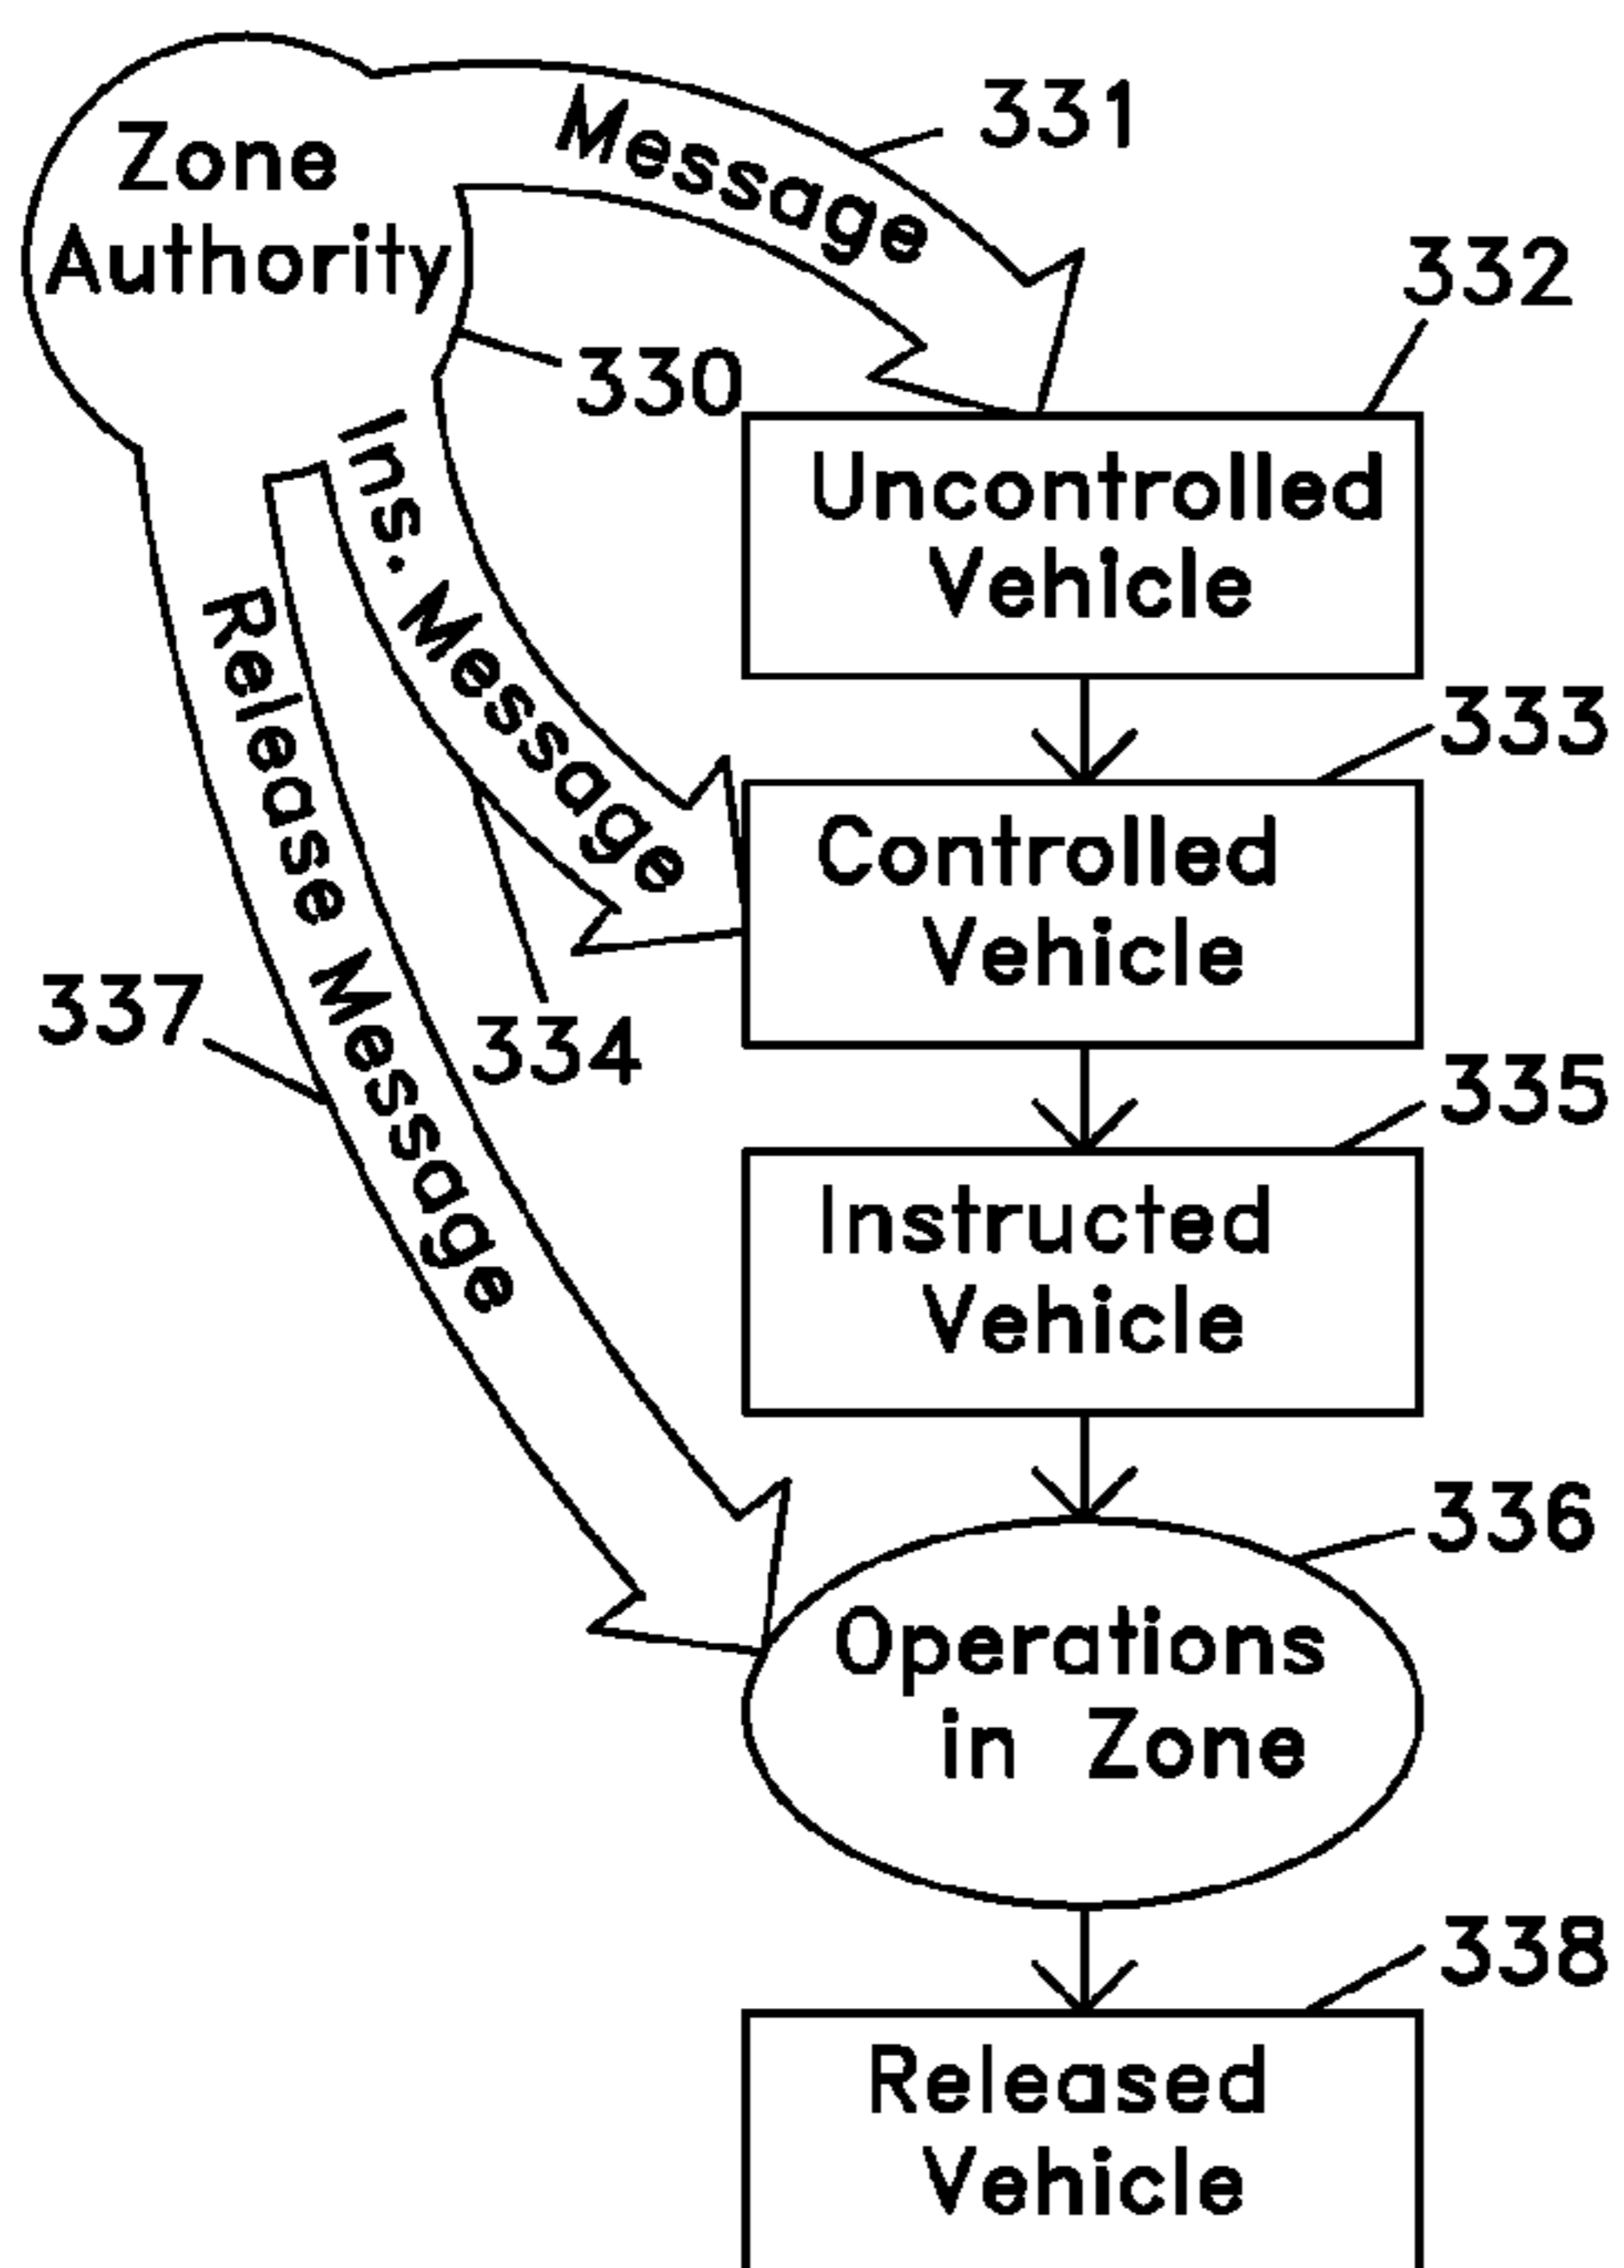 Zone
Authority
Message
331
332
330
Uncontrolled
Vehicle
Ins. Message
333
Controlled
Vehicle
Release Message
337
334
335
Instructed
Vehicle
336
Operations
in Zone
338
Released
Vehicle